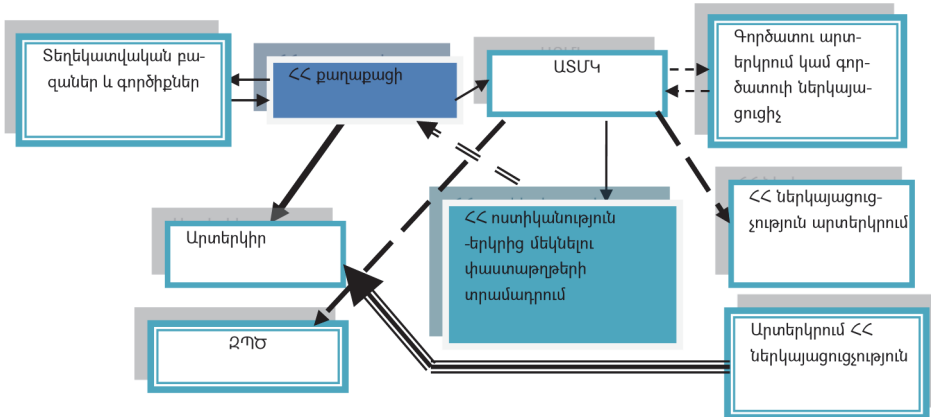 Տեղեկատվական բա-
զաներ և գործիքներ
ՀՀ քաղաքացի
ԱՏՄԿ
Գործատու արտ-
երկրում կամ գոր-
ծատուի ներկայա-
ցուցիչ
Արտերկիր
ՀՀ ոստիկանություն
-երկրից մեկնելու
փաստաթղթերի
տրամադրում
ՀՀ ներկայացուց-
չություն արտերկրում
ԶՊԾ
Արտերկրում ՀՀ
ներկայացուցչություն